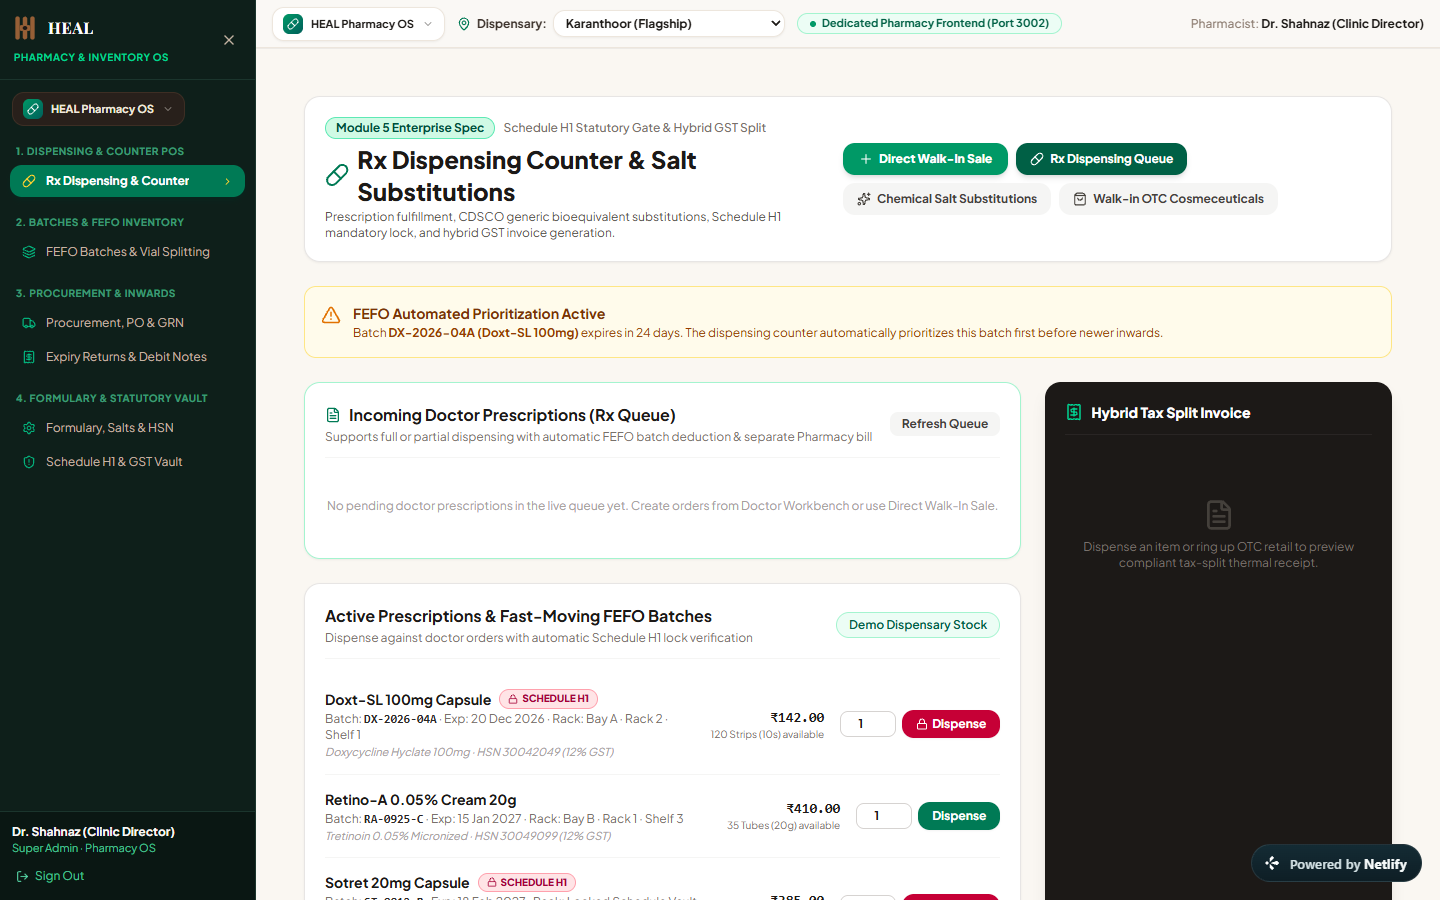 HEAL
PHARMACY & INVENTORY OS
HEAL Pharmacy OS
1. DISPENSING & COUNTER POS
Rx Dispensing & Counter
2. BATCHES & FEFO INVENTORY
FEFO Batches & Vial Splitting
3. PROCUREMENT & INWARDS
Procurement, PO & GRN
Expiry Returns & Debit Notes
4. FORMULARY & STATUTORY VAULT
Formulary, Salts & HSN
Schedule H1 & GST Vault
Dr. Shahnaz (Clinic Director)
Super Admin · Pharmacy OS
Sign Out
HEAL Pharmacy OS
Dispensary:
Karanthoor (Flagship)
Dedicated Pharmacy Frontend (Port 3002)
Pharmacist: Dr. Shahnaz (Clinic Director)
Module 5 Enterprise Spec
Schedule H1 Statutory Gate & Hybrid GST Split
Rx Dispensing Counter & Salt
Substitutions
Prescription fulfillment, CDSCO generic bioequivalent substitutions, Schedule H1
mandatory lock, and hybrid GST invoice generation.
Direct Walk-In Sale
Rx Dispensing Queue
Chemical Salt Substitutions
Walk-in OTC Cosmeceuticals
FEFO Automated Prioritization Active
Batch DX-2026-04A (Doxt-SL 100mg) expires in 24 days. The dispensing counter automatically prioritizes this batch first before newer inwards.
Incoming Doctor Prescriptions (Rx Queue)
Supports full or partial dispensing with automatic FEFO batch deduction & separate Pharmacy bill
Refresh Queue
No pending doctor prescriptions in the live queue yet. Create orders from Doctor Workbench or use Direct Walk-In Sale.
Hybrid Tax Split Invoice
Dispense an item or ring up OTC retail to preview
compliant tax-split thermal receipt.
Active Prescriptions & Fast-Moving FEFO Batches
Dispense against doctor orders with automatic Schedule H1 lock verification
Demo Dispensary Stock
Doxt-SL 100mg Capsule
SCHEDULE H1
Batch: DX-2026-04A · Exp: 20 Dec 2026 · Rack: Bay A · Rack 2 ·
Shelf 1
Doxycycline Hyclate 100mg · HSN 30042049 (12% GST)
₹142.00
120 Strips (10s) available
1
Dispense
Retino-A 0.05% Cream 20g
Batch: RA-0925-C · Exp: 15 Jan 2027 · Rack: Bay B · Rack 1 · Shelf 3
Tretinoin 0.05% Micronized · HSN 30049099 (12% GST)
₹410.00
35 Tubes (20g) available
1
Dispense
Sotret 20mg Capsule
SCHEDULE H1
Powered by Netlify